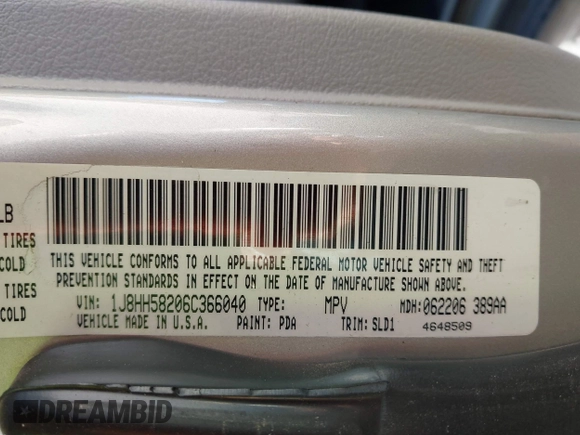 LB
TIRES
COLD
TIRES
COLD
THIS VEHICLE CONFORMS TO ALL APPLICABLE FEDERAL MOTOR VEHICLE SAFETY AND THEFT
PREVENTION STANDARDS IN EFFECT ON THE DATE OF MANUFACTURE SHOWN ABOVE.
VIN: 1J8HH58206C366040 TYPE: MPV MDH: 062206 389AA
VEHICLE MADE IN U.S.A. PAINT: PDA TRIM: SLD1 4648509
DREAMBID